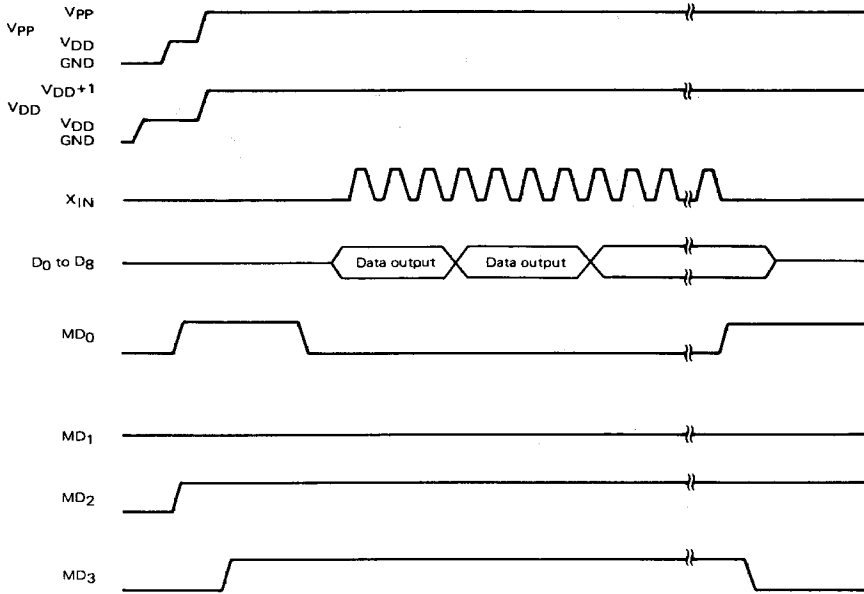 VPP
VPP
VDD
GND
VDD+1
VDD
VDD
GND
XIN
D0 to D8
Data output
Data output
MD0
MD1
MD2
MD3